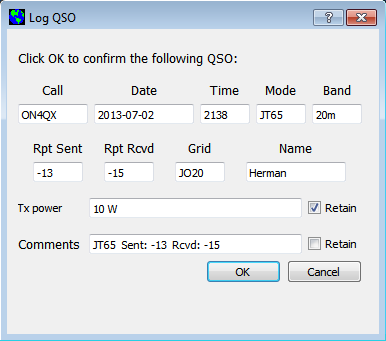 Log QSO
Click OK to confirm the following QSO:
Call Date Time Mode Band
ON4QX 2013-07-02 2138 JT65 20m
Rpt Sent Rpt Rcvd Grid Name
-13 -15 JO20 Herman
Tx power 10 W Retain
Comments JT65 Sent: -13 Rcvd: -15 Retain
OK Cancel